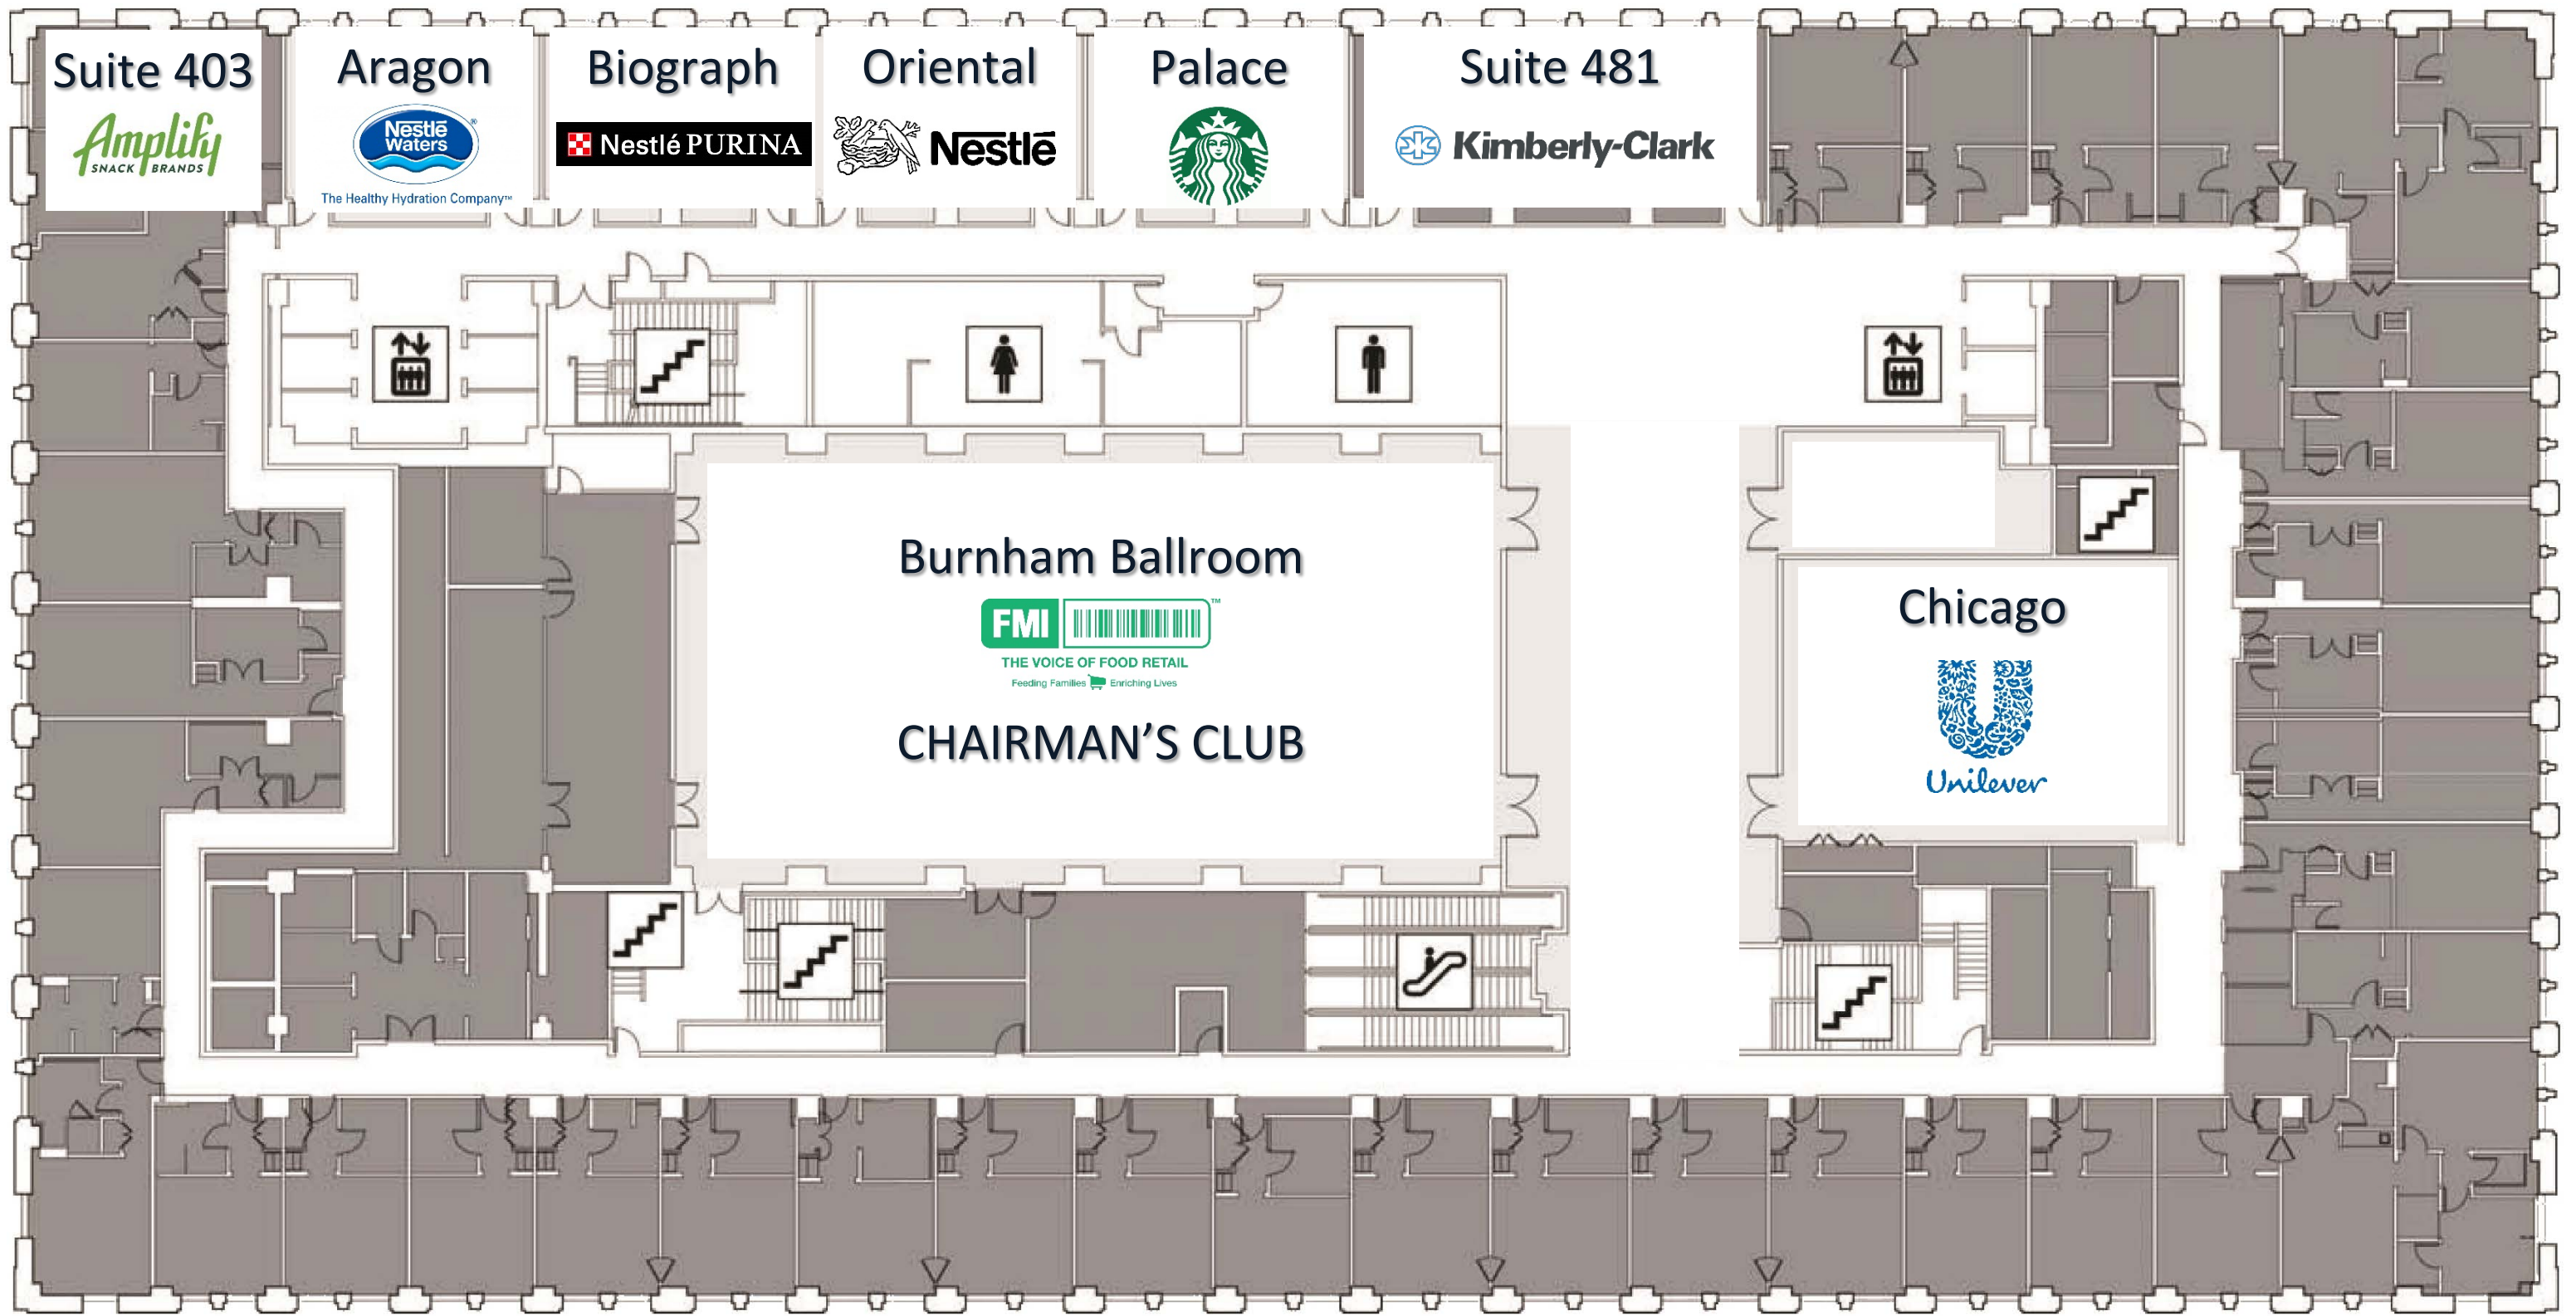 Suite 403
Amplify
SNACK BRANDS
Aragon
Nestlé
Waters®
The Healthy Hydration Company™
Biograph
Nestlé PURINA
Oriental
Nestlé
Palace
Suite 481
Kimberly-Clark
Burnham Ballroom
FMI™
THE VOICE OF FOOD RETAIL
Feeding Families Enriching Lives
CHAIRMAN’S CLUB
Chicago
Unilever